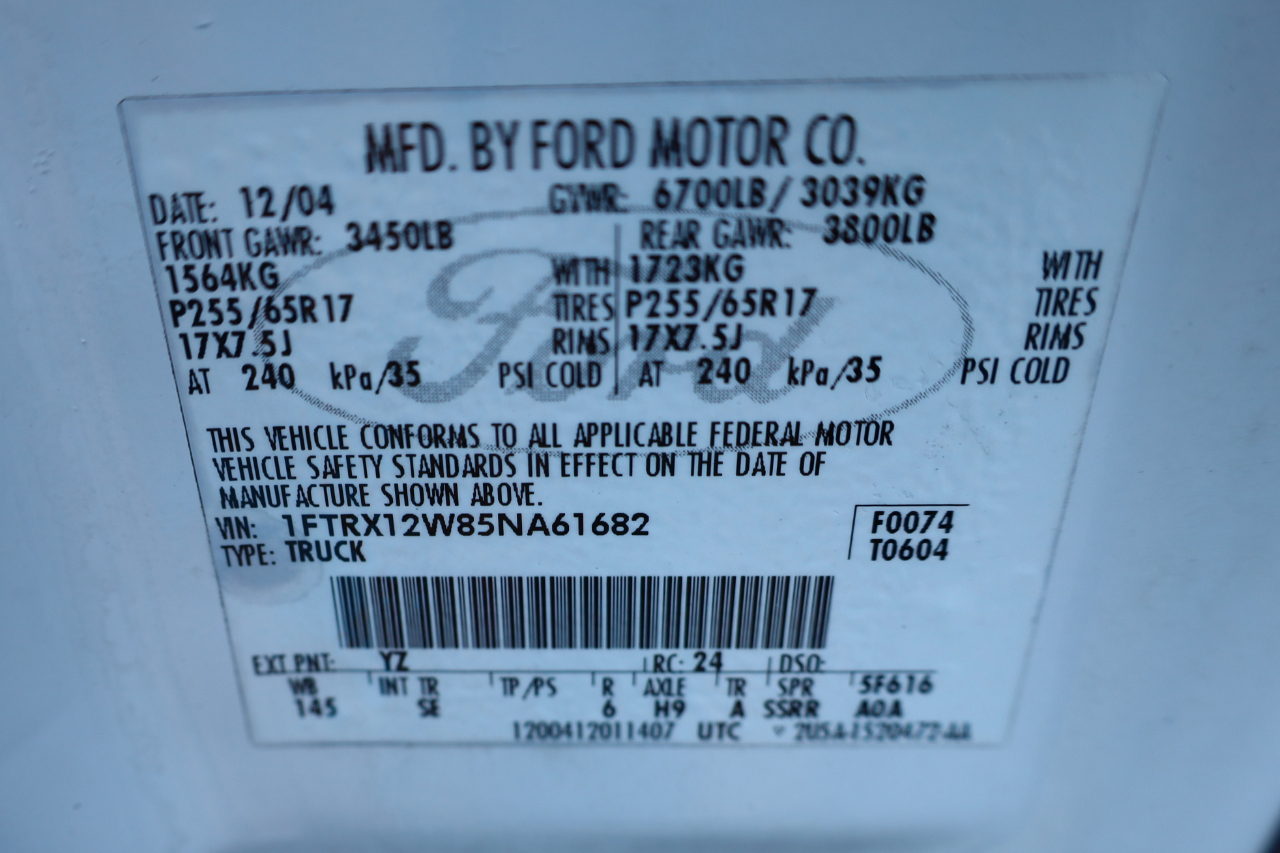 MFD. BY FORD MOTOR CO.
DATE: 12/04 GVWR: 6700LB/ 3039KG
FRONT GAWR: 3450LB REAR GAWR: 3800LB
1564KG WITH 1723KG WITH
P255/65R17 TIRES P255/65R17 TIRES
17X7.5J RIMS 17X7.5J RIMS
AT 240 kPa/35 PSI COLD AT 240 kPa/35 PSI COLD
Ford
THIS VEHICLE CONFORMS TO ALL APPLICABLE FEDERAL MOTOR
VEHICLE SAFETY STANDARDS IN EFFECT ON THE DATE OF
MANUFACTURE SHOWN ABOVE.
VIN: 1FTRX12W85NA61682 F0074
TYPE: TRUCK T0604
EXT PNT: YZ RC: 24 DSO:
WB INT TR TP/PS R AXLE TR SPR 5F616
145 SE 6 H9 A SSRR A0A
1200412011407 UTC